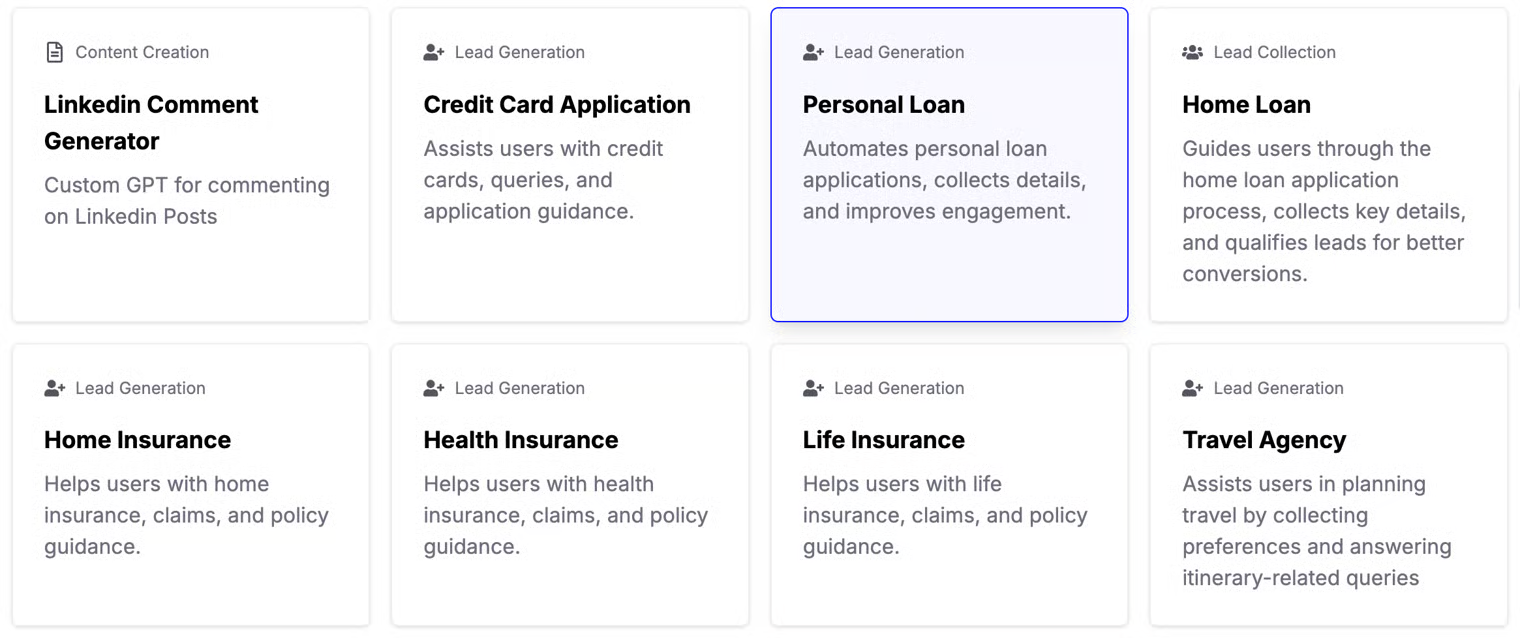 Content Creation
Linkedin Comment
Generator
Custom GPT for commenting
on Linkedin Posts
Lead Generation
Credit Card Application
Assists users with credit
cards, queries, and
application guidance.
Lead Generation
Personal Loan
Automates personal loan
applications, collects details,
and improves engagement.
Lead Collection
Home Loan
Guides users through the
home loan application
process, collects key details,
and qualifies leads for better
conversions.
Lead Generation
Home Insurance
Helps users with home
insurance, claims, and policy
guidance.
Lead Generation
Health Insurance
Helps users with health
insurance, claims, and policy
guidance.
Lead Generation
Life Insurance
Helps users with life
insurance, claims, and policy
guidance.
Lead Generation
Travel Agency
Assists users in planning
travel by collecting
preferences and answering
itinerary-related queries